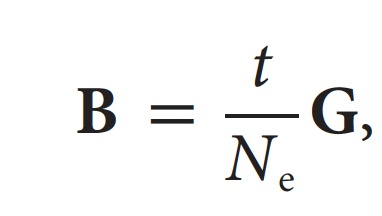 B = t/Nₑ G,